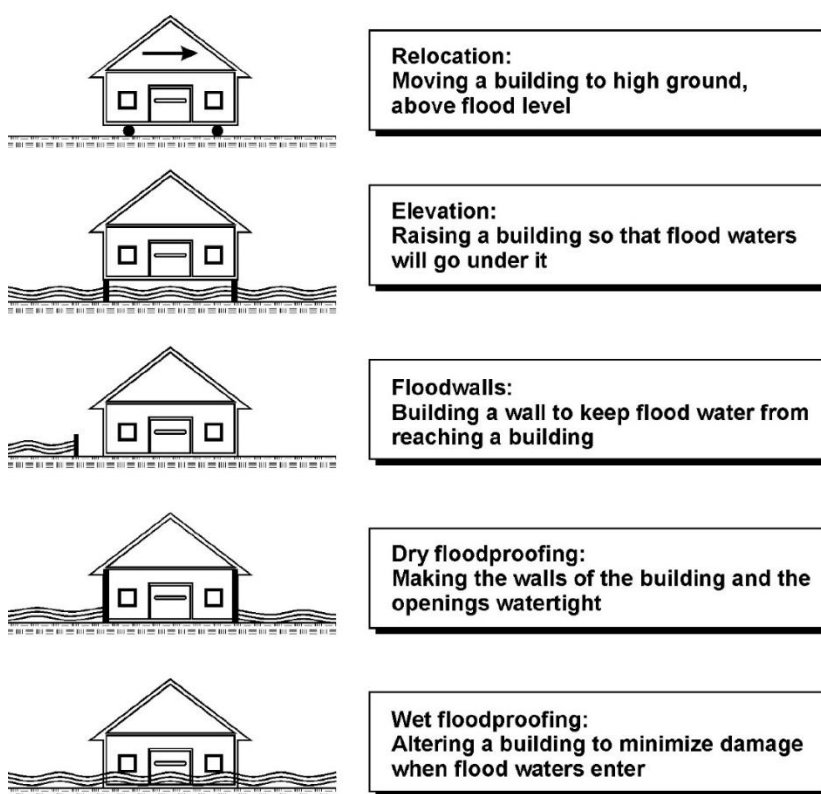 Relocation:
Moving a building to high ground,
above flood level
Elevation:
Raising a building so that flood waters
will go under it
Floodwalls:
Building a wall to keep flood water from
reaching a building
Dry floodproofing:
Making the walls of the building and the
openings watertight
Wet floodproofing:
Altering a building to minimize damage
when flood waters enter